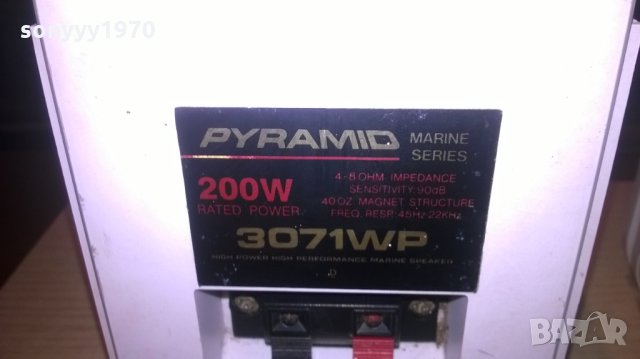 sonyyy1970
PYRAMID MARINE SERIES
200W RATED POWER
4-8 OHM IMPEDANCE
SENSITIVITY: 90dB
40 OZ. MAGNET STRUCTURE
FREQ. RESP. 45Hz-22KHz
3071WP
HIGH POWER HIGH PERFORMANCE MARINE SPEAKER
BAZAR